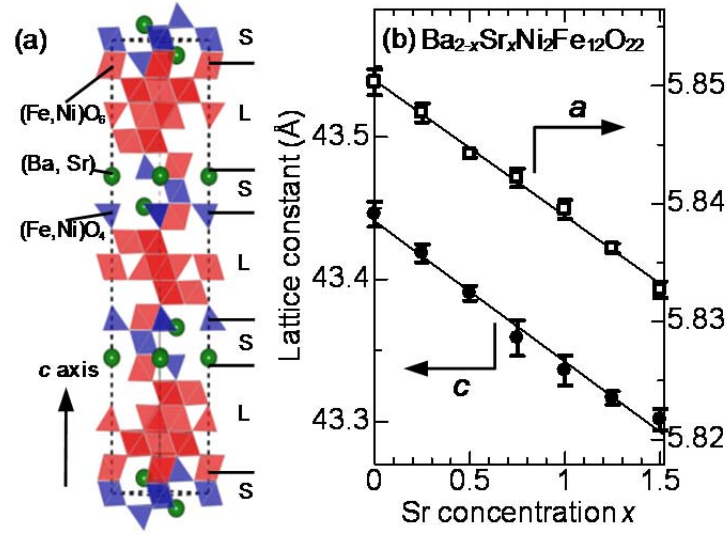 (a)
S
(Fe,Ni)O₆
L
(Ba, Sr)
S
(Fe,Ni)O₄
L
S
c axis
L
S
(b) Ba₂₋ₓSrₓNi₂Fe₁₂O₂₂
Lattice constant (Å)
43.5
43.4
43.3
5.85
5.84
5.83
5.82
a
c
0
0.5
1
1.5
Sr concentration x